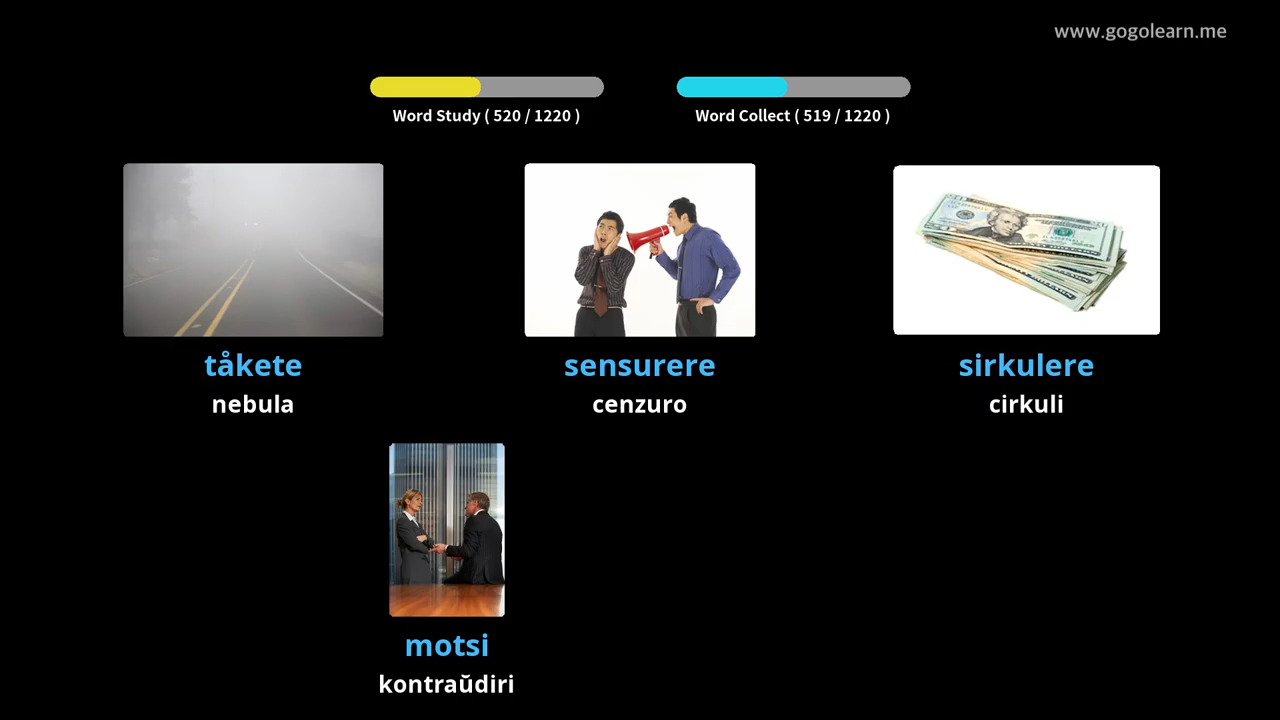 www.gogolearn.me
Word Study ( 520 / 1220 )
Word Collect ( 519 / 1220 )
tåkete
nebula
sensurere
cenzuro
sirkulere
cirkuli
motsi
kontraŭdiri